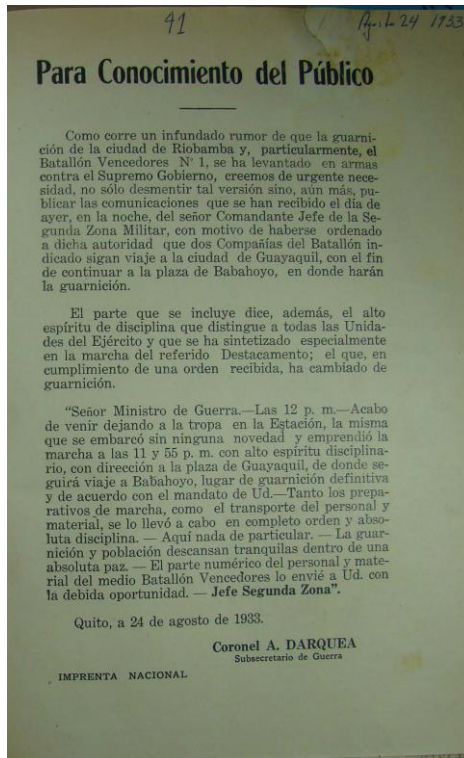 91
Agosto 24 1933
Para Conocimiento del Público
Como corre un infundado rumor de que la guarni-
ción de la ciudad de Riobamba y, particularmente, el
Batallón Vencedores N° 1, se ha levantado en armas
contra el Supremo Gobierno, creemos de urgente nece-
sidad, no sólo desmentir tal versión sino, aún más, pu-
blicar las comunicaciones que se han recibido el día de
ayer, en la noche, del señor Comandante Jefe de la Se-
gunda Zona Militar, con motivo de haberse ordenado
a dicha autoridad que dos Compañías del Batallón in-
dicado sigan viaje a la ciudad de Guayaquil, con el fin
de continuar a la plaza de Babahoyo, en donde harán
la guarnición.
El parte que se incluye dice, además, el alto
espíritu de disciplina que distingue a todas las Unida-
des del Ejército y que se ha sintetizado especialmente
en la marcha del referido Destacamento; el que, en
cumplimiento de una orden recibida, ha cambiado de
guarnición.
"Señor Ministro de Guerra.—Las 12 p. m.—Acabo
de venir dejando a la tropa en la Estación, la misma
que se embarcó sin ninguna novedad y emprendió la
marcha a las 11 y 55 p. m. con alto espíritu disciplina-
rio, con dirección a la plaza de Guayaquil, de donde se-
guirá viaje a Babahoyo, lugar de guarnición definitiva
y de acuerdo con el mandato de Ud.—Tanto los prepa-
rativos de marcha, como el transporte del personal y
material, se lo llevó a cabo en completo orden y abso-
luta disciplina. — Aquí nada de particular. — La guar-
nición y población descansan tranquilas dentro de una
absoluta paz. — El parte numérico del personal y mate-
rial del medio Batallón Vencedores lo envié a Ud. con
la debida oportunidad. — Jefe Segunda Zona".
Quito, a 24 de agosto de 1933.
Coronel A. DARQUEA
Subsecretario de Guerra
IMPRENTA NACIONAL